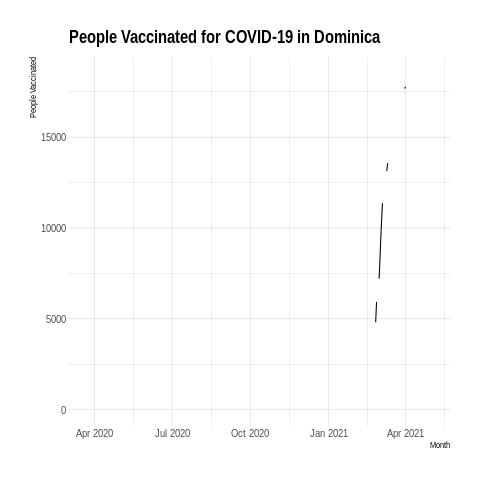 People Vaccinated for COVID-19 in Dominica
People Vaccinated
15000
10000
5000
0
Apr 2020 Jul 2020 Oct 2020 Jan 2021 Apr 2021
Month